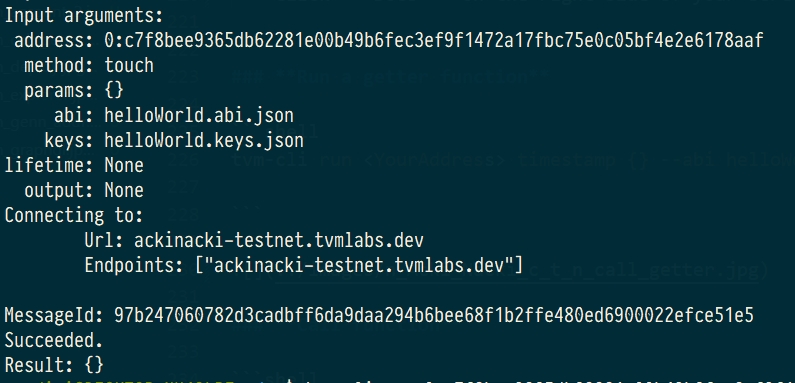 Input arguments:
address: 0:c7f8bee9365db62281e00b49b6fec3ef9f1472a17fbc75e0c05bf4e2e6178aaf
method: touch
params: {}
abi: helloWorld.abi.json
keys: helloWorld.keys.json
lifetime: None
output: None
Connecting to:
Url: ackinacki-testnet.tvmlabs.dev
Endpoints: ["ackinacki-testnet.tvmlabs.dev"]
MessageId: 97b247060782d3cadbff6da9daa294b6bee68f1b2ffe480ed6900022efce51e5
Succeeded.
Result: {}